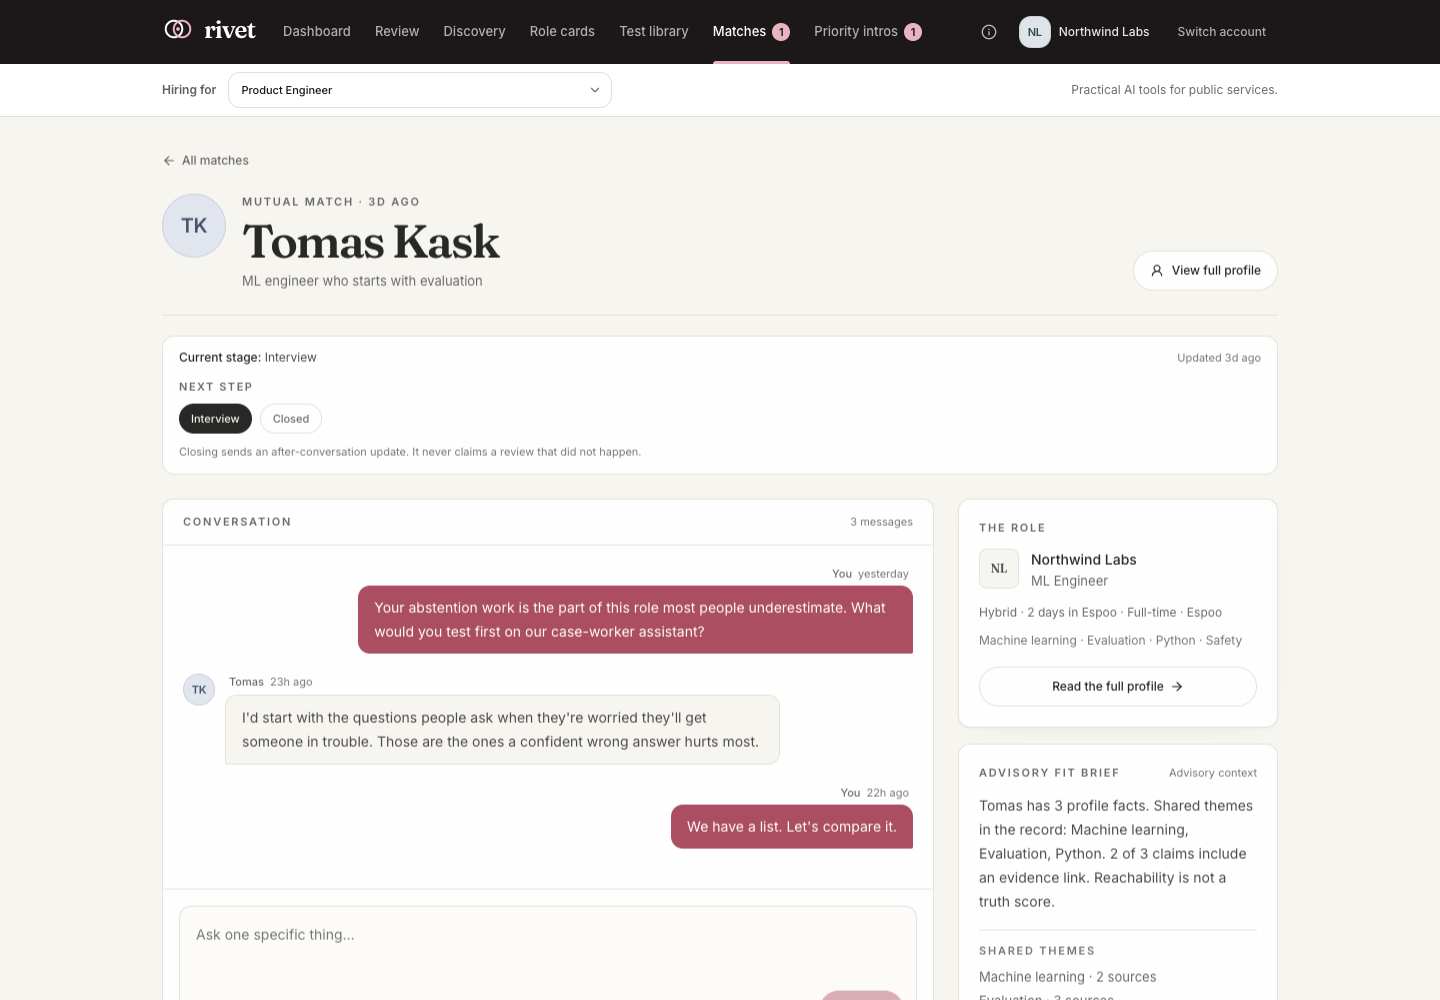 rivet
Dashboard
Review
Discovery
Role cards
Test library
Matches 1
Priority intros 1
NL
Northwind Labs
Switch account
Hiring for
Product Engineer
Practical AI tools for public services.
All matches
TK
MUTUAL MATCH · 3D AGO
Tomas Kask
ML engineer who starts with evaluation
View full profile
Current stage: Interview
Updated 3d ago
NEXT STEP
Interview
Closed
Closing sends an after-conversation update. It never claims a review that did not happen.
CONVERSATION
3 messages
You yesterday
Your abstention work is the part of this role most people underestimate. What
would you test first on our case-worker assistant?
TK
Tomas 23h ago
I'd start with the questions people ask when they're worried they'll get
someone in trouble. Those are the ones a confident wrong answer hurts most.
You 22h ago
We have a list. Let's compare it.
Ask one specific thing...
THE ROLE
NL
Northwind Labs
ML Engineer
Hybrid · 2 days in Espoo · Full-time · Espoo
Machine learning · Evaluation · Python · Safety
Read the full profile
ADVISORY FIT BRIEF
Advisory context
Tomas has 3 profile facts. Shared themes
in the record: Machine learning,
Evaluation, Python. 2 of 3 claims include
an evidence link. Reachability is not a
truth score.
SHARED THEMES
Machine learning · 2 sources
Evaluation · 3 sources